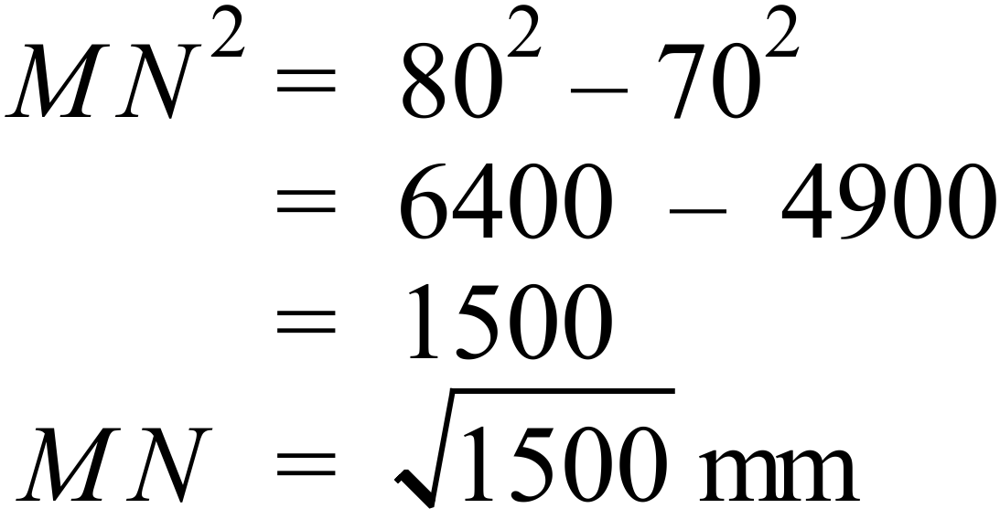 MN² = 80² – 70²
= 6400 – 4900
= 1500
MN = √1500 mm